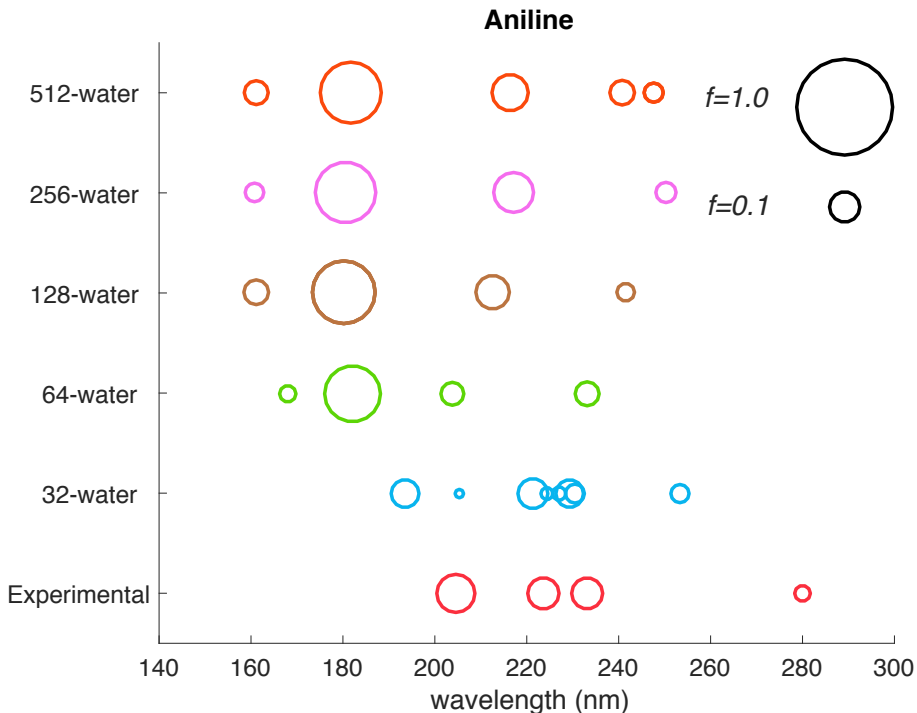 Aniline
512-water
f=1.0
256-water
f=0.1
128-water
64-water
32-water
Experimental
140 160 180 200 220 240 260 280 300
wavelength (nm)